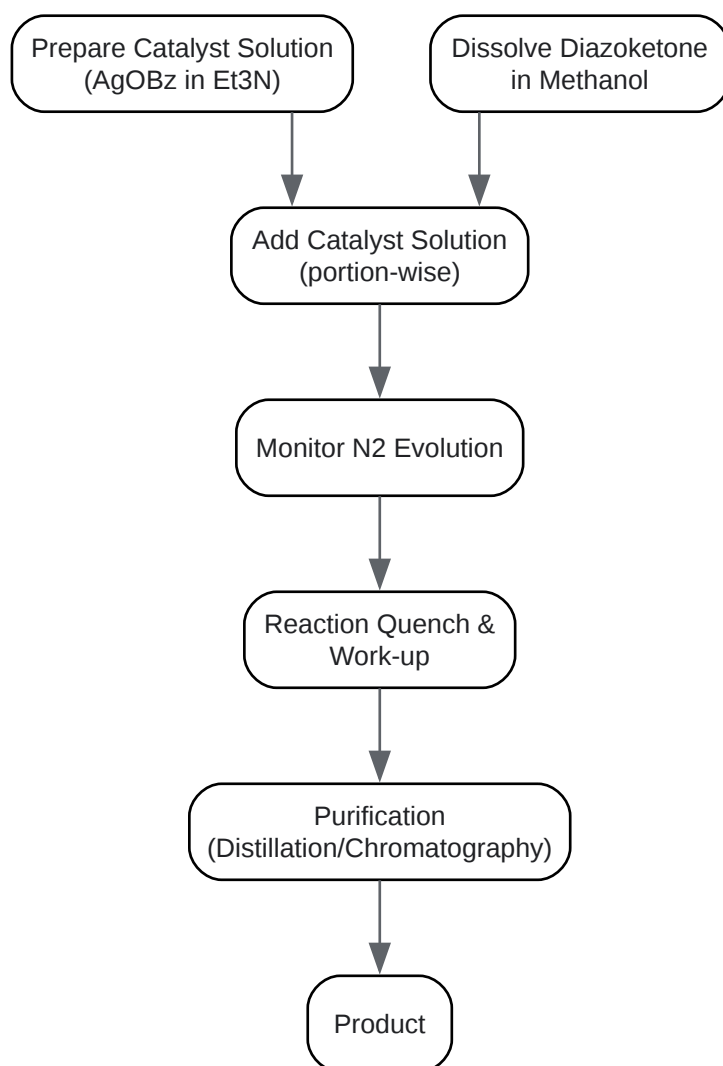 Prepare Catalyst Solution
(AgOBz in Et3N)
Dissolve Diazoketone
in Methanol
Add Catalyst Solution
(portion-wise)
Monitor N2 Evolution
Reaction Quench &
Work-up
Purification
(Distillation/Chromatography)
Product